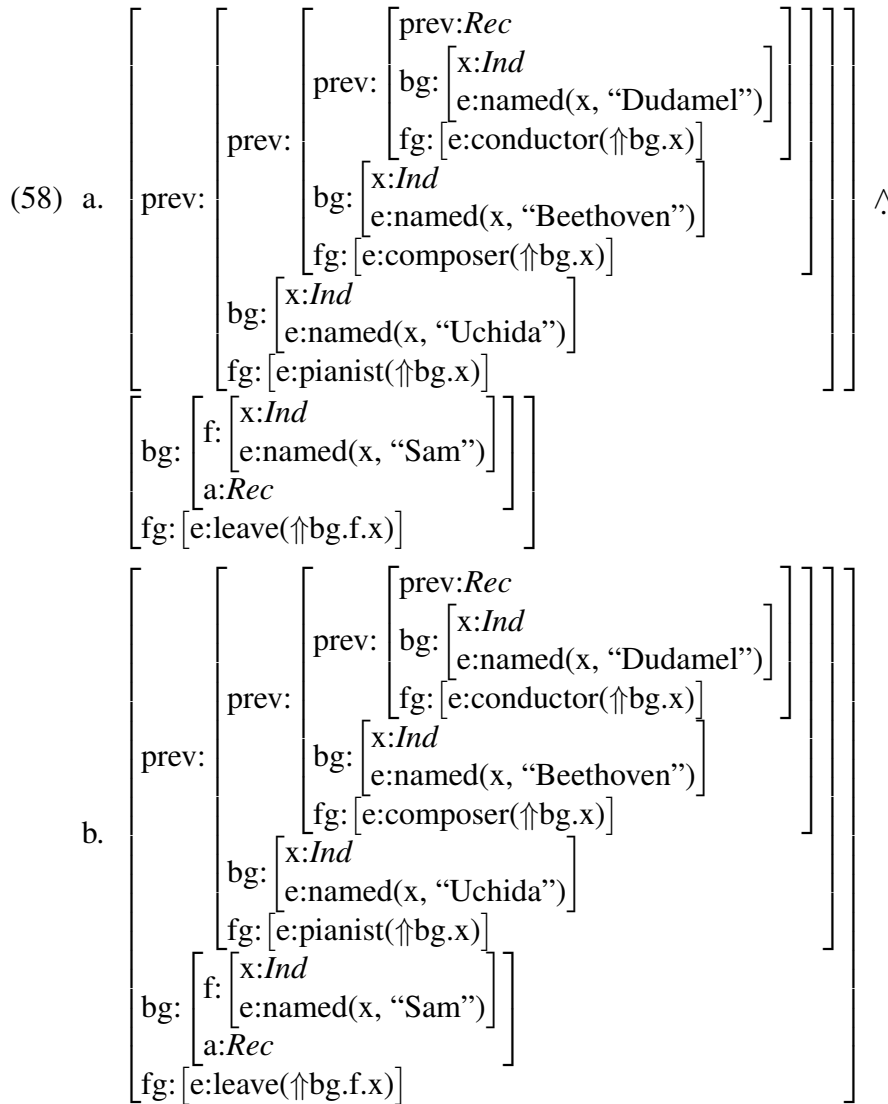 prev:Rec
prev: bg: x:Ind
e:named(x, “Dudamel”)
prev: fg: [e:conductor(⇑bg.x)]
(58) a. prev: bg: x:Ind
e:named(x, “Beethoven”)
∧.
fg: [e:composer(⇑bg.x)]
bg: x:Ind
e:named(x, “Uchida”)
fg: [e:pianist(⇑bg.x)]
bg: f: x:Ind
e:named(x, “Sam”)
a:Rec
fg: [e:leave(⇑bg.f.x)]
prev:Rec
prev: bg: x:Ind
e:named(x, “Dudamel”)
prev: fg: [e:conductor(⇑bg.x)]
prev: bg: x:Ind
e:named(x, “Beethoven”)
fg: [e:composer(⇑bg.x)]
b.
bg: x:Ind
e:named(x, “Uchida”)
fg: [e:pianist(⇑bg.x)]
bg: f: x:Ind
e:named(x, “Sam”)
a:Rec
fg: [e:leave(⇑bg.f.x)]